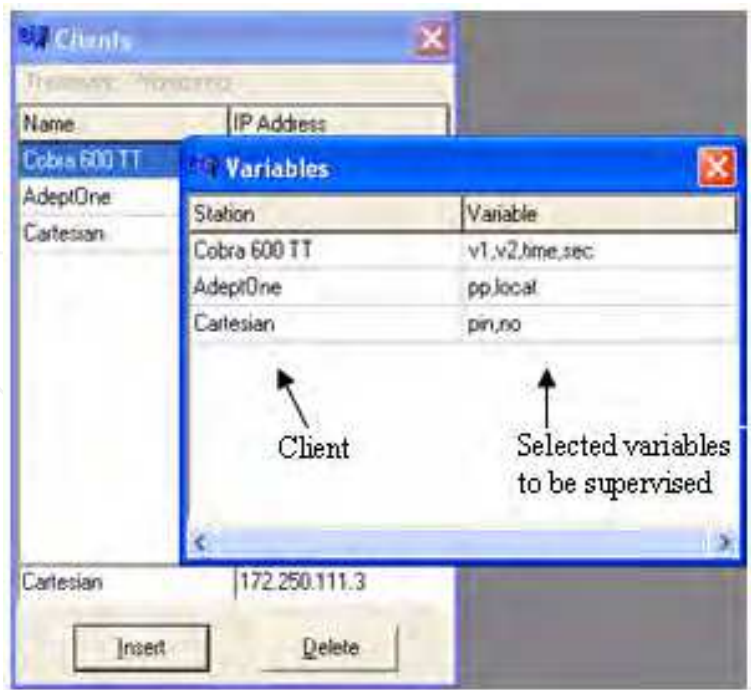 Clients
Name IP Address
Cobra 600 TT
AdeptOne
Cartesian
Variables
Station Variable
Cobra 600 TT v1,v2,time,sec
AdeptOne pp,locat
Cartesian pin,no
Client
Selected variables
to be supervised
Cartesian 172.250.111.3
Insert Delete